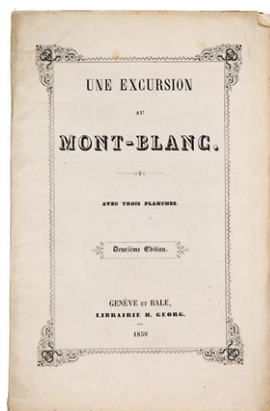 UNE EXCURSION
AU
MONT-BLANC.
AVEC TROIS PLANCHES.
Deuxième Edition.
GENÈVE ET BALE,
LIBRAIRIE H. GEORG.
1859